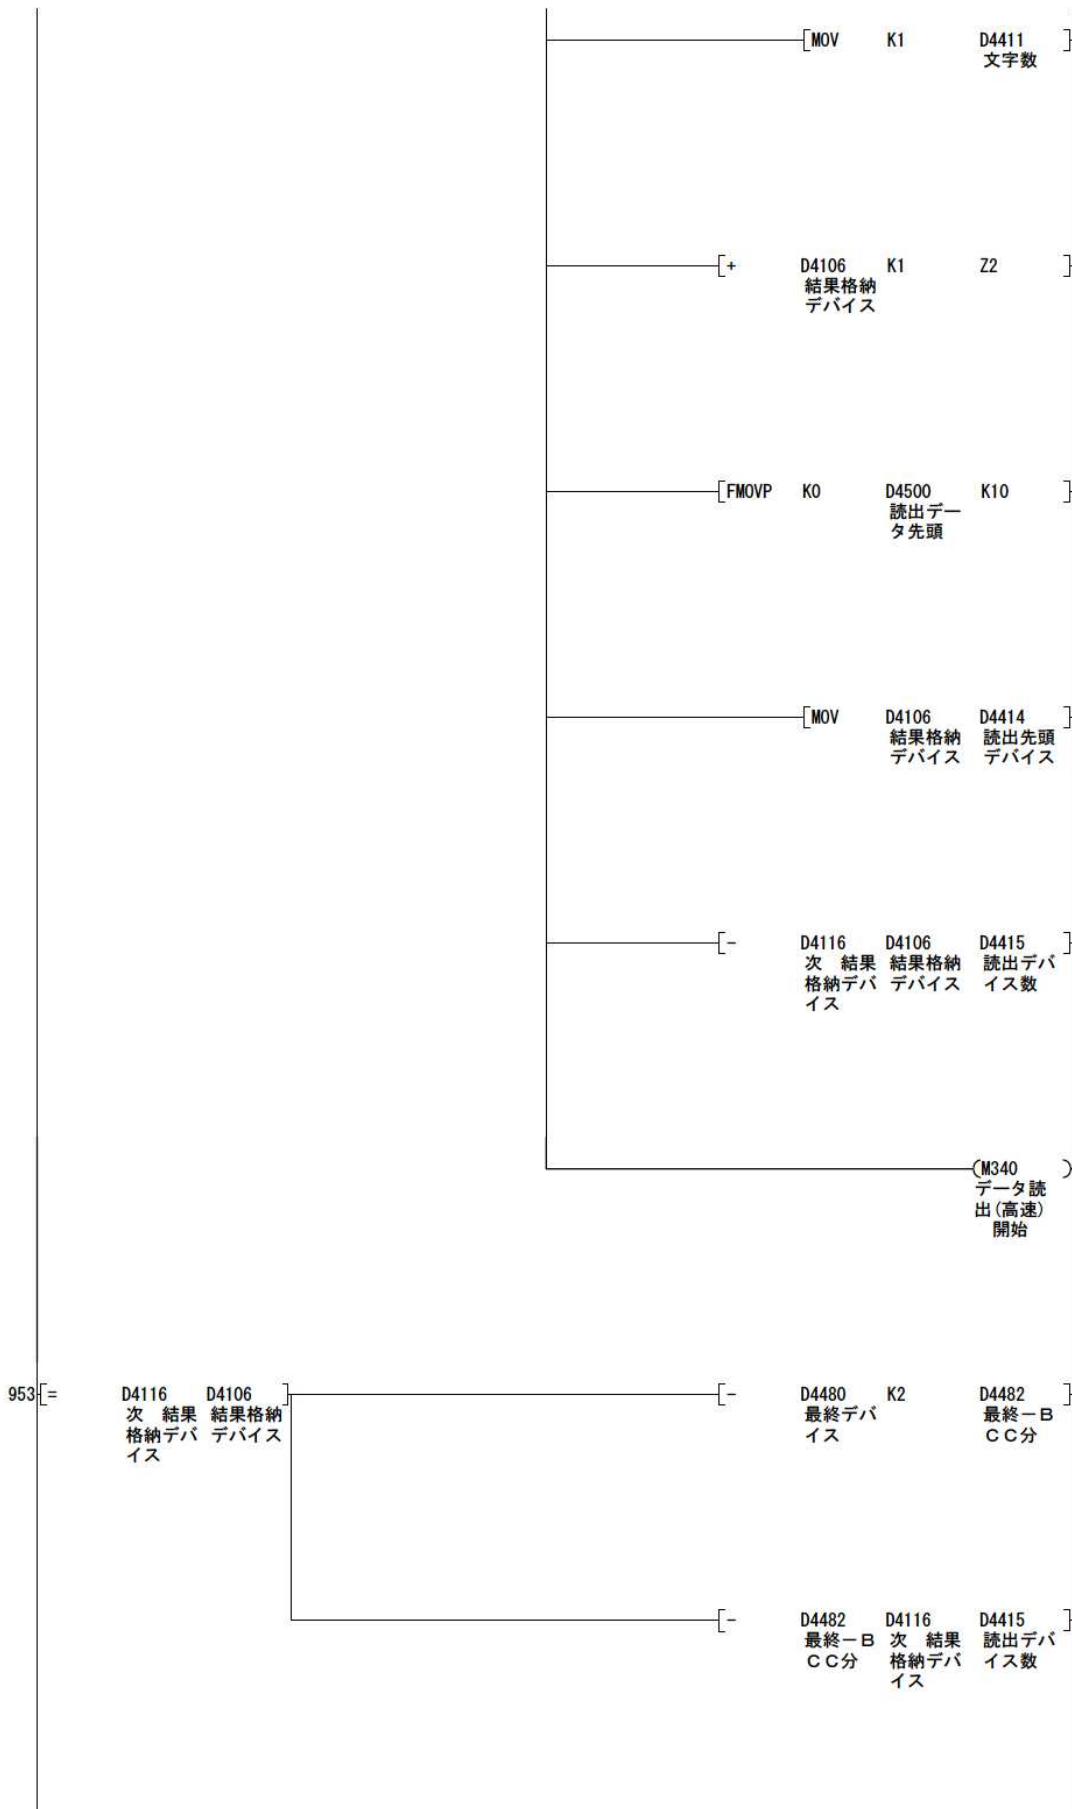 [MOV K1 D4411 ]
文字数
[+ D4106 K1 Z2 ]
結果格納
デバイス
[FMOVP K0 D4500 K10 ]
読出デー
タ先頭
[MOV D4106 D4414 ]
結果格納 読出先頭
デバイス デバイス
[- D4116 D4106 D4415 ]
次 結果 結果格納 読出デバ
格納デバ デバイス イス数
イス
(M340 )
データ読
出(高速)
開始
953 [= D4116 D4106 ] [- D4480 K2 D4482 ]
次 結果 結果格納 最終デバ 最終-B
格納デバ デバイス イス CC分
イス
[- D4482 D4116 D4415 ]
最終-B 次 結果 読出デバ
CC分 格納デバ イス数
イス